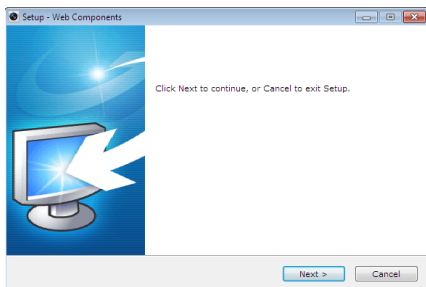 Setup - Web Components
Click Next to continue, or Cancel to exit Setup.
Next >
Cancel